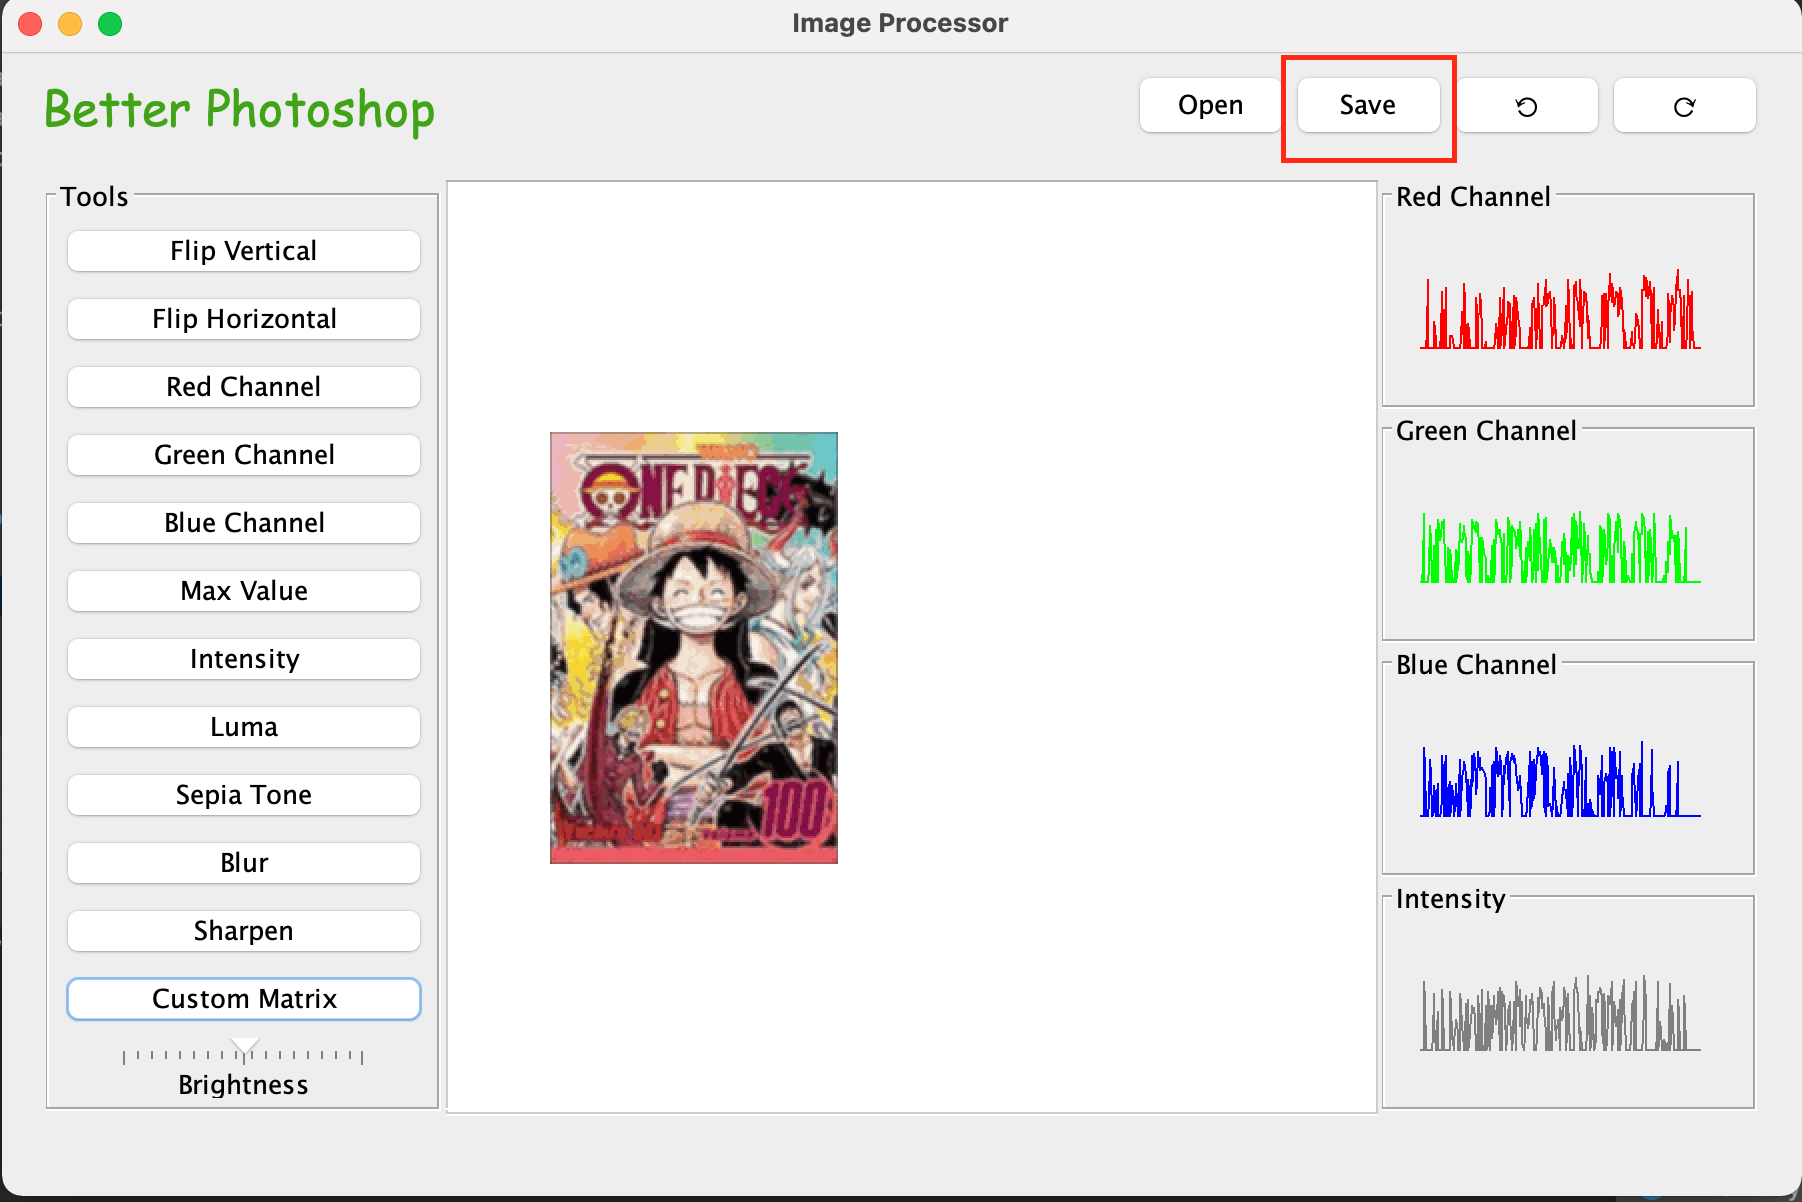 Image Processor
Better Photoshop
Open
Save
Tools
Flip Vertical
Flip Horizontal
Red Channel
Green Channel
Blue Channel
Max Value
Intensity
Luma
Sepia Tone
Blur
Sharpen
Custom Matrix
Brightness
ONE PIECE
100
Red Channel
Green Channel
Blue Channel
Intensity